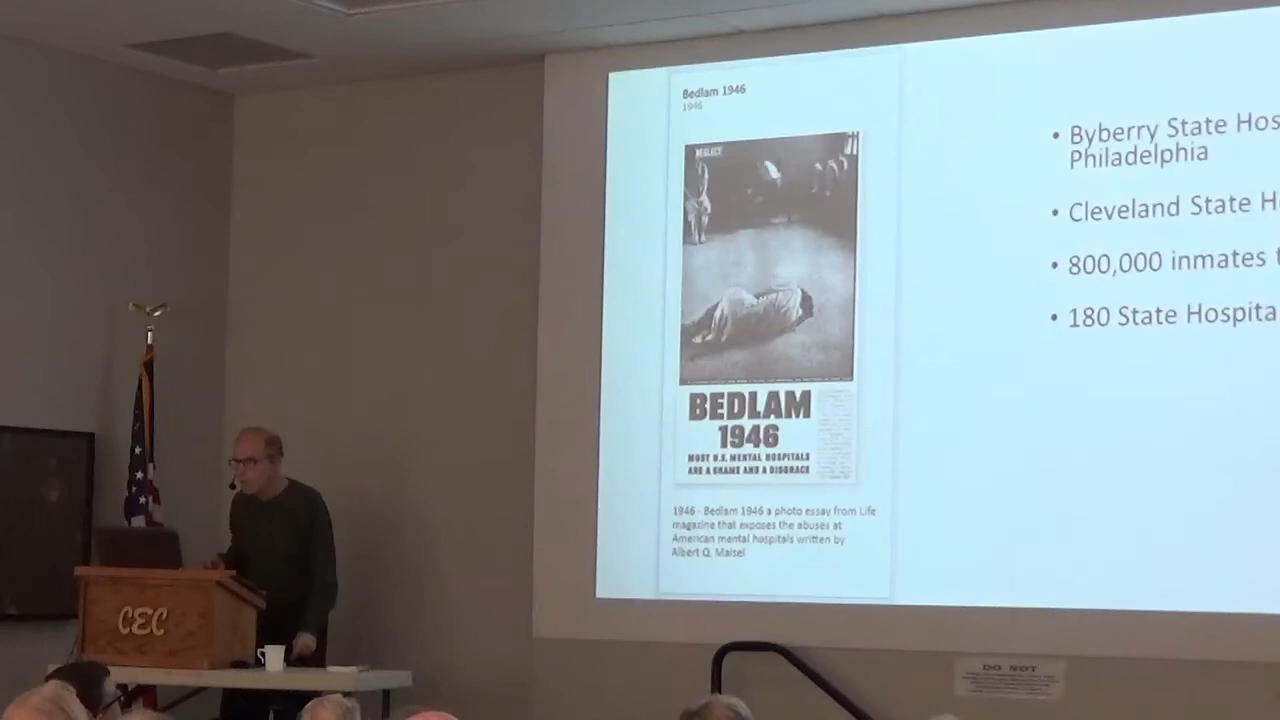 Bedlam 1946
1946
NEGLECT
BEDLAM
1946
MOST U.S. MENTAL HOSPITALS
ARE A SHAME AND A DISGRACE
1946 - Bedlam 1946 a photo essay from Life
magazine that exposes the abuses at
American mental hospitals written by
Albert Q. Maisel
• Byberry State Hos
Philadelphia
• Cleveland State H
• 800,000 inmates
• 180 State Hospita
CEC
DO NOT